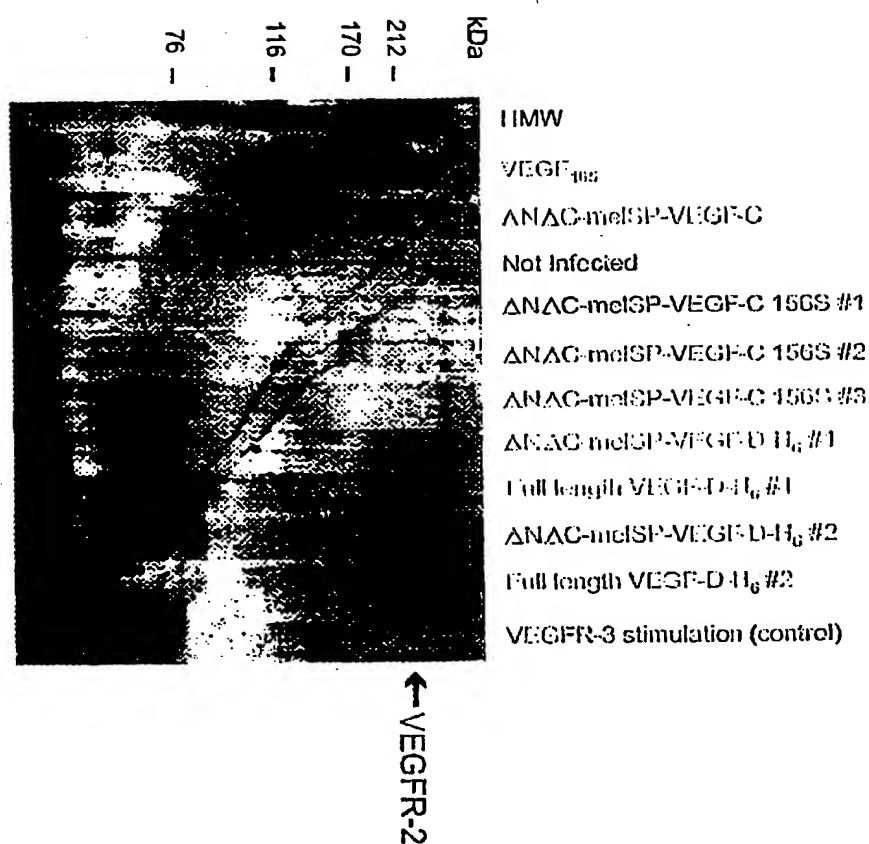 kDa
212 –
170 –
116 –
76 –
HMW
VEGF165
ΔNΔC-melSP-VEGF-C
Not Infected
ΔNΔC-melSP-VEGF-C 156S #1
ΔNΔC-melSP-VEGF-C 156S #2
ΔNΔC-melSP-VEGF-C 156S #3
ΔNΔC-melSP-VEGF-D-H6 #1
Full length VEGF-D-H6 #1
ΔNΔC-melSP-VEGF-D-H6 #2
Full length VEGF-D-H6 #2
VEGFR-3 stimulation (control)
←VEGFR-2